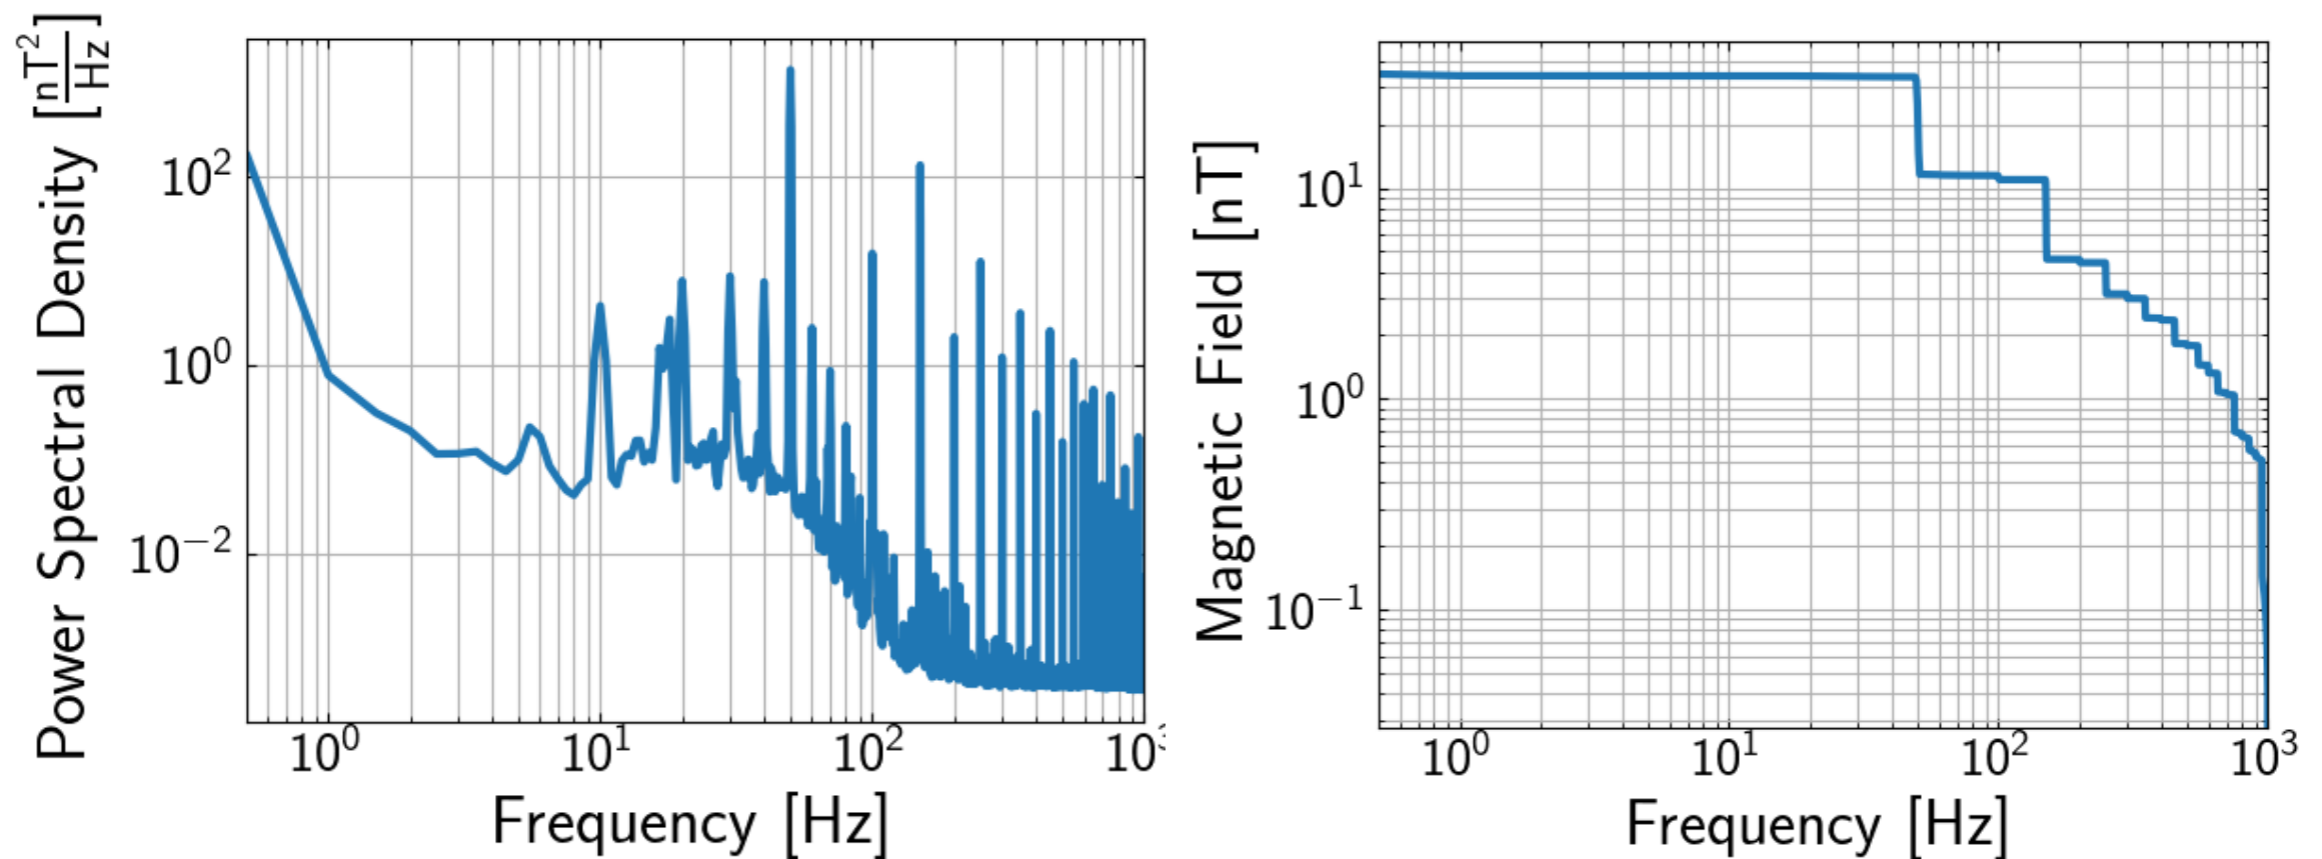 Power Spectral Density [nT²/Hz]
10²
10⁰
10⁻²
10⁰ 10¹ 10² 10³
Frequency [Hz]
Magnetic Field [nT]
10¹
10⁰
10⁻¹
10⁰ 10¹ 10² 10³
Frequency [Hz]